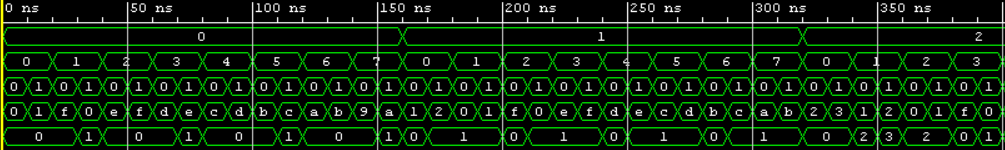 0 ns 50 ns 100 ns 150 ns 200 ns 250 ns 300 ns 350 ns
0 1 2
0 1 2 3 4 5 6 7 0 1 2 3 4 5 6 7 0 1 2 3
0 1 0 1 0 1 0 1 0 1 0 1 0 1 0 1 0 1 0 1 0 1 0 1 0 1 0 1 0 1 0 1 0 1 0 1 0 1 0 1
0 1 f 0 e f d e c d b c a b 9 a 1 2 0 1 f 0 e f d e c d b c a b 2 3 1 2 0 1 f 0
0 1 0 1 0 1 0 1 0 1 0 1 0 1 0 1 0 2 3 2 0 1